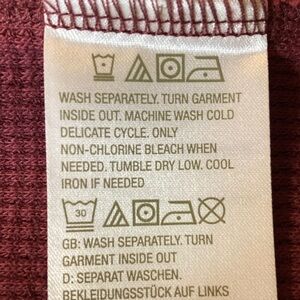 WASH SEPARATELY. TURN GARMENT
INSIDE OUT. MACHINE WASH COLD
DELICATE CYCLE. ONLY
NON-CHLORINE BLEACH WHEN
NEEDED. TUMBLE DRY LOW. COOL
IRON IF NEEDED
30
GB: WASH SEPARATELY. TURN
GARMENT INSIDE OUT
D: SEPARAT WASCHEN.
BEKLEIDUNGSSTÜCK AUF LINKS